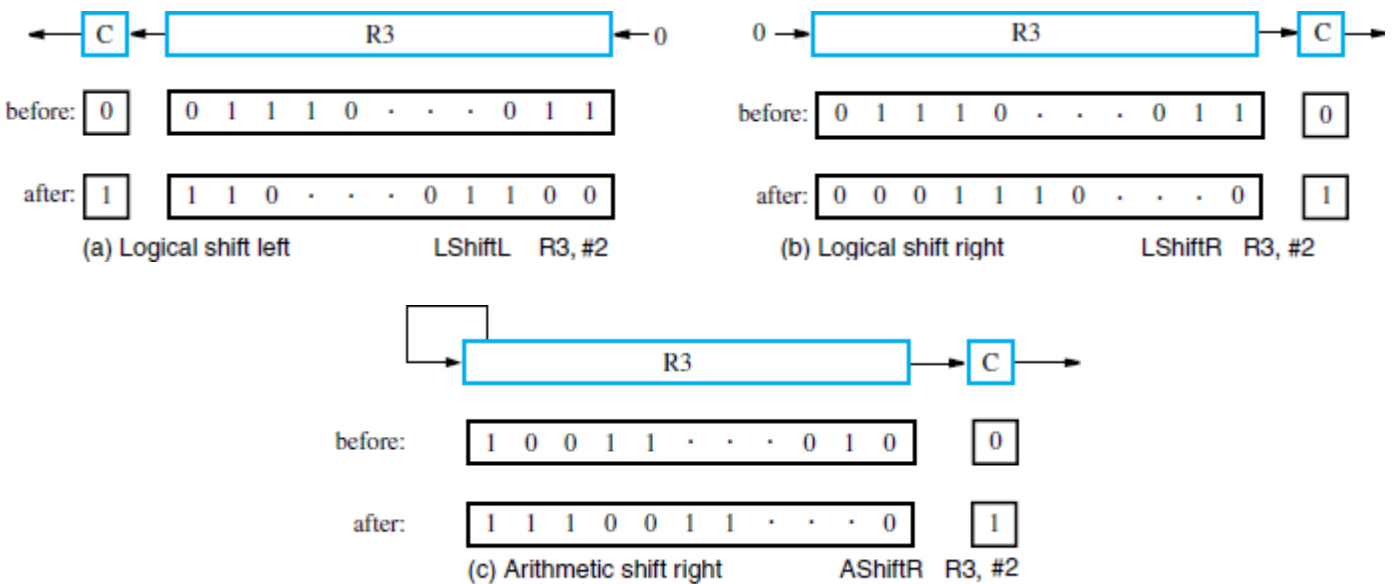 C R3 0
before: 0 0 1 1 1 0 · · · 0 1 1
after: 1 1 1 0 · · · 0 1 1 0 0
(a) Logical shift left LShiftL R3, #2
0 R3 C
before: 0 1 1 1 0 · · · 0 1 1 0
after: 0 0 0 1 1 1 0 · · · 0 1
(b) Logical shift right LShiftR R3, #2
R3 C
before: 1 0 0 1 1 · · · 0 1 0 0
after: 1 1 1 0 0 1 1 · · · 0 1
(c) Arithmetic shift right AShiftR R3, #2